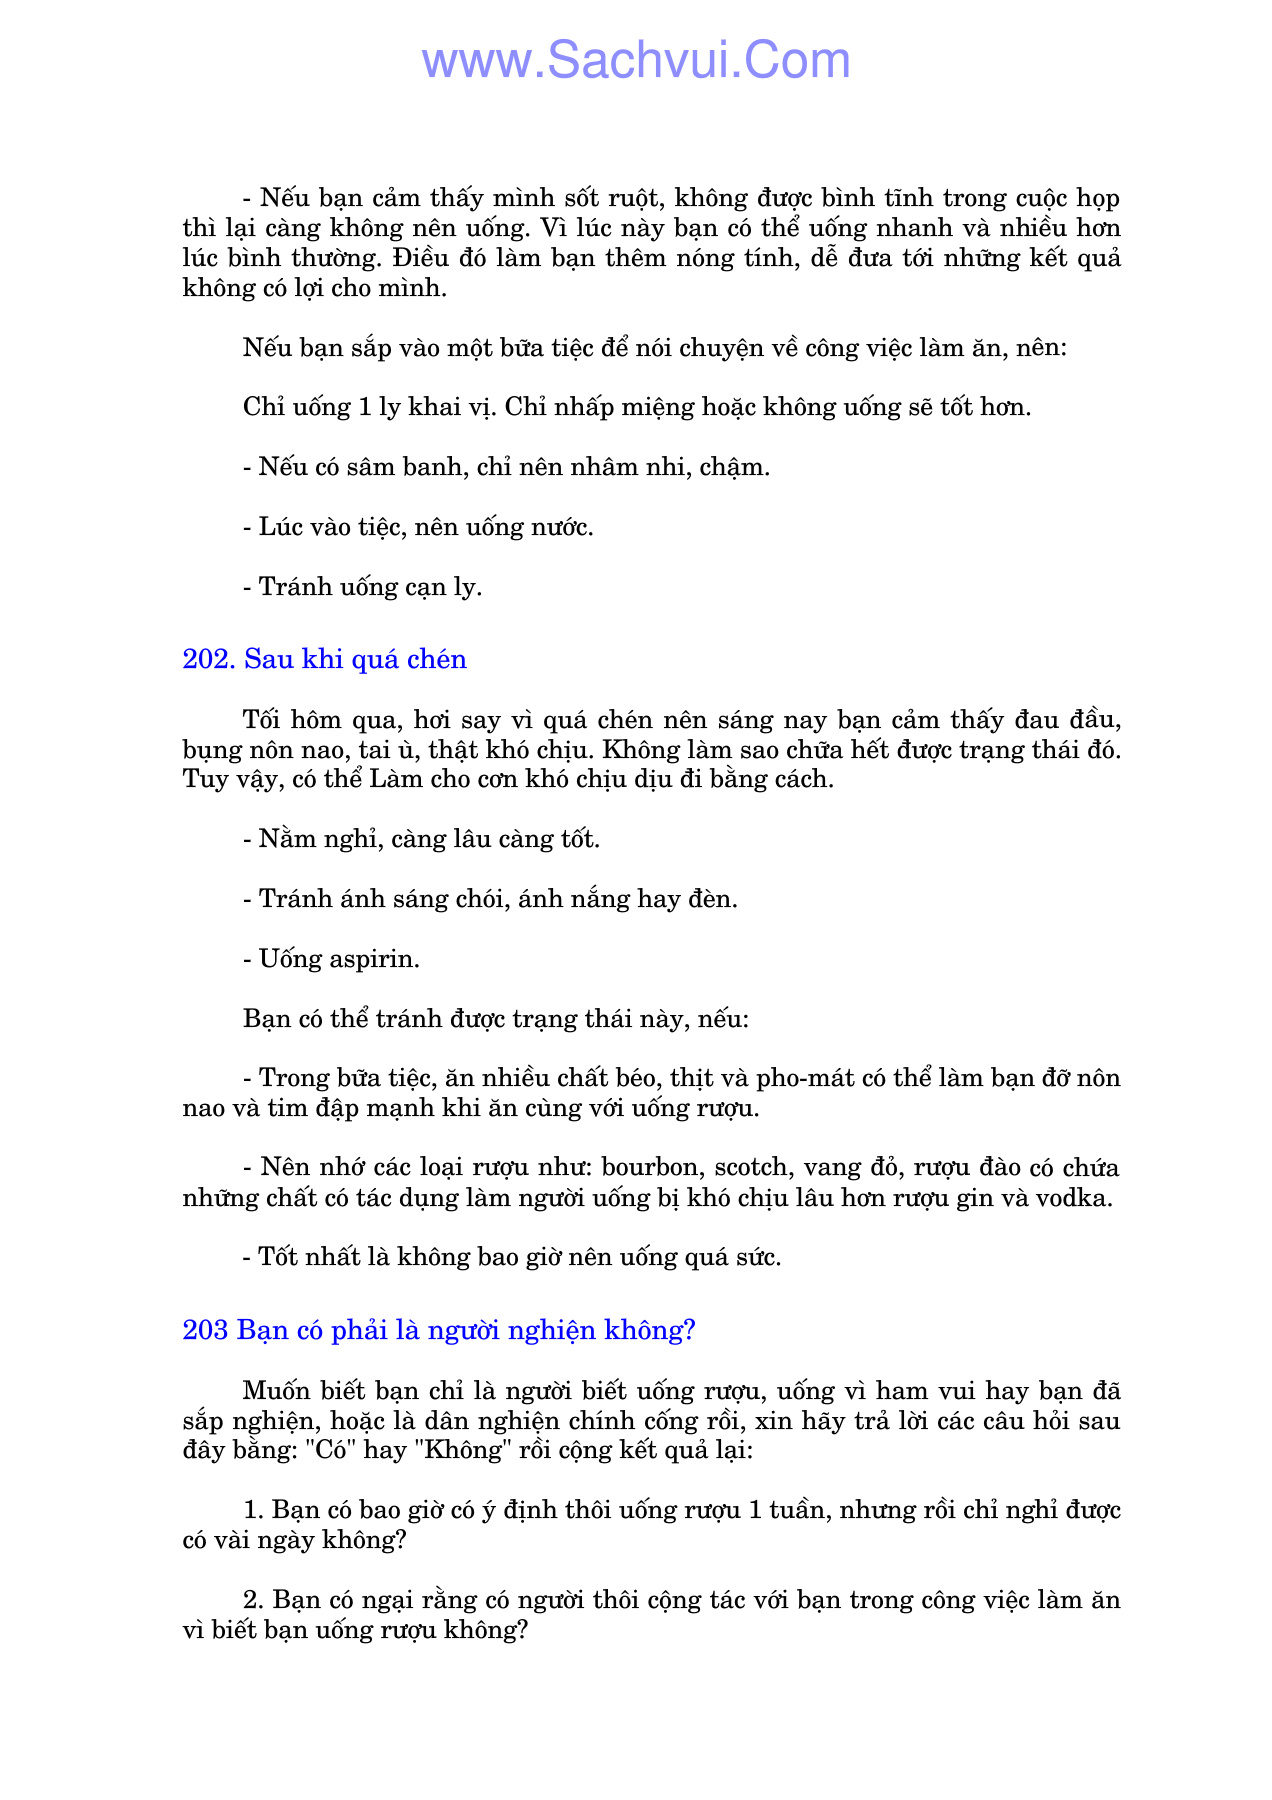 www.Sachvui.Com
- Nếu bạn cảm thấy mình sốt ruột, không được bình tĩnh trong cuộc họp
thì lại càng không nên uống. Vì lúc này bạn có thể uống nhanh và nhiều hơn
lúc bình thường. Điều đó làm bạn thêm nóng tính, dễ đưa tới những kết quả
không có lợi cho mình.
Nếu bạn sắp vào một bữa tiệc để nói chuyện về công việc làm ăn, nên:
Chỉ uống 1 ly khai vị. Chỉ nhấp miệng hoặc không uống sẽ tốt hơn.
- Nếu có sâm banh, chỉ nên nhâm nhi, chậm.
- Lúc vào tiệc, nên uống nước.
- Tránh uống cạn ly.
202. Sau khi quá chén
Tối hôm qua, hơi say vì quá chén nên sáng nay bạn cảm thấy đau đầu,
bụng nôn nao, tai ù, thật khó chịu. Không làm sao chữa hết được trạng thái đó.
Tuy vậy, có thể Làm cho cơn khó chịu dịu đi bằng cách.
- Nằm nghỉ, càng lâu càng tốt.
- Tránh ánh sáng chói, ánh nắng hay đèn.
- Uống aspirin.
Bạn có thể tránh được trạng thái này, nếu:
- Trong bữa tiệc, ăn nhiều chất béo, thịt và pho-mát có thể làm bạn đỡ nôn
nao và tim đập mạnh khi ăn cùng với uống rượu.
- Nên nhớ các loại rượu như: bourbon, scotch, vang đỏ, rượu đào có chứa
những chất có tác dụng làm người uống bị khó chịu lâu hơn rượu gin và vodka.
- Tốt nhất là không bao giờ nên uống quá sức.
203 Bạn có phải là người nghiện không?
Muốn biết bạn chỉ là người biết uống rượu, uống vì ham vui hay bạn đã
sắp nghiện, hoặc là dân nghiện chính cống rồi, xin hãy trả lời các câu hỏi sau
đây bằng: "Có" hay "Không" rồi cộng kết quả lại:
1. Bạn có bao giờ có ý định thôi uống rượu 1 tuần, nhưng rồi chỉ nghỉ được
có vài ngày không?
2. Bạn có ngại rằng có người thôi cộng tác với bạn trong công việc làm ăn
vì biết bạn uống rượu không?